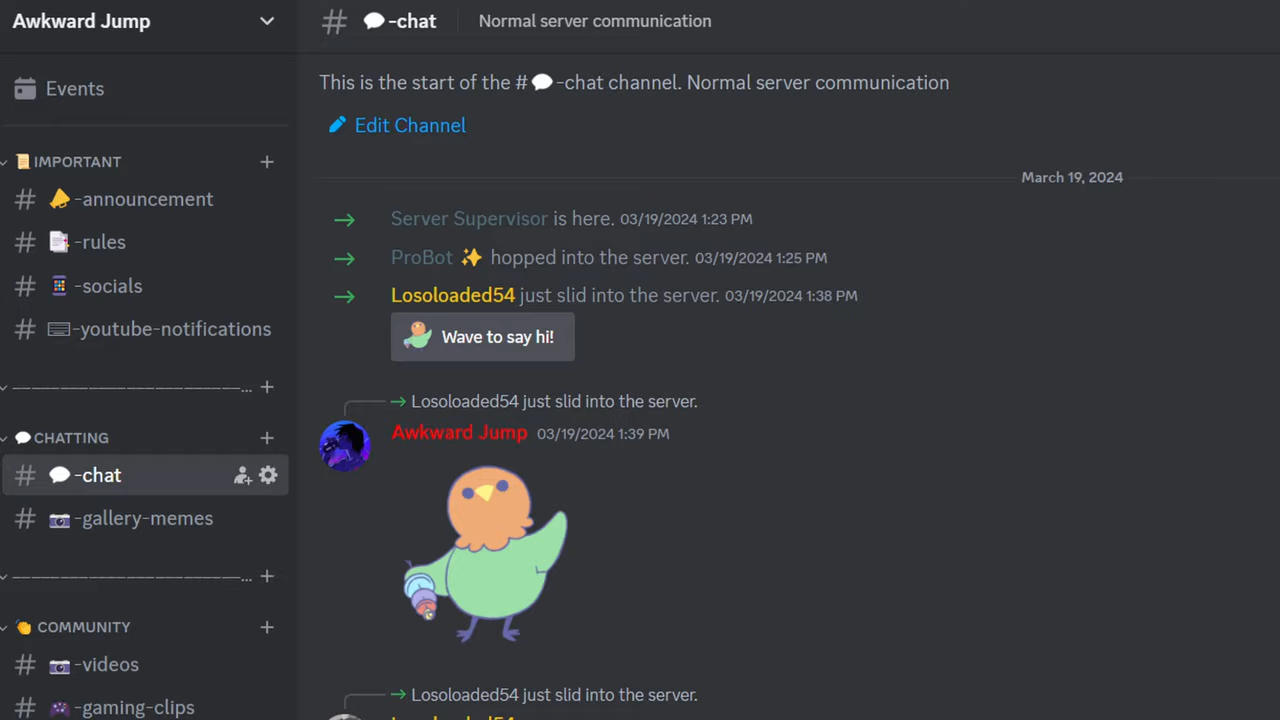 Awkward Jump
Events
IMPORTANT
-announcement
-rules
-socials
-youtube-notifications
CHATTING
-chat
-gallery-memes
COMMUNITY
-videos
-gaming-clips
-chat
Normal server communication
This is the start of the # 💬-chat channel. Normal server communication
Edit Channel
March 19, 2024
Server Supervisor is here. 03/19/2024 1:23 PM
ProBot ✨ hopped into the server. 03/19/2024 1:25 PM
Losoloaded54 just slid into the server. 03/19/2024 1:38 PM
Wave to say hi!
Losoloaded54 just slid into the server.
Awkward Jump 03/19/2024 1:39 PM
Losoloaded54 just slid into the server.